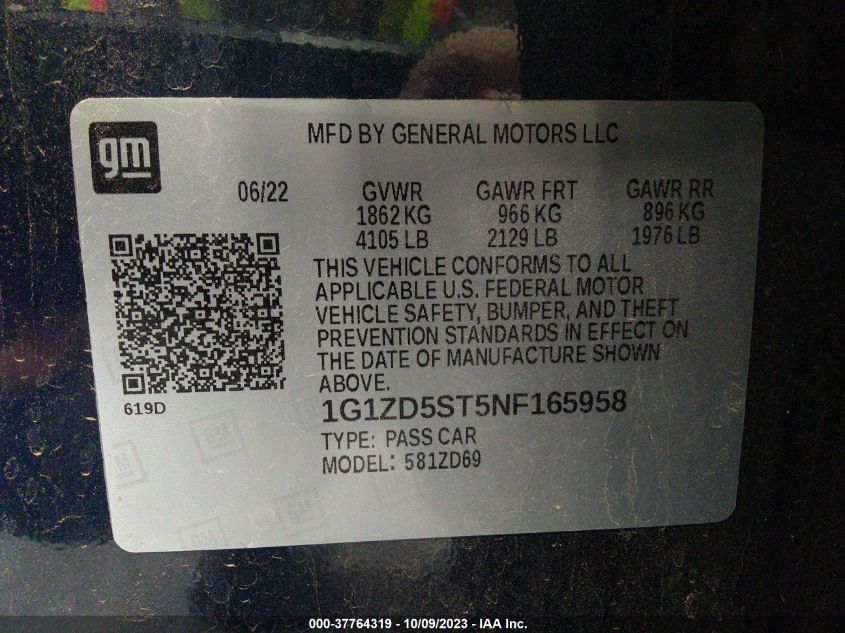 gm
MFD BY GENERAL MOTORS LLC
06/22 GVWR GAWR FRT GAWR RR
1862 KG 966 KG 896 KG
4105 LB 2129 LB 1976 LB
THIS VEHICLE CONFORMS TO ALL
APPLICABLE U.S. FEDERAL MOTOR
VEHICLE SAFETY, BUMPER, AND THEFT
PREVENTION STANDARDS IN EFFECT ON
THE DATE OF MANUFACTURE SHOWN
ABOVE.
619D
1G1ZD5ST5NF165958
TYPE: PASS CAR
MODEL: 581ZD69
000-37764319 - 10/09/2023 - IAA Inc.